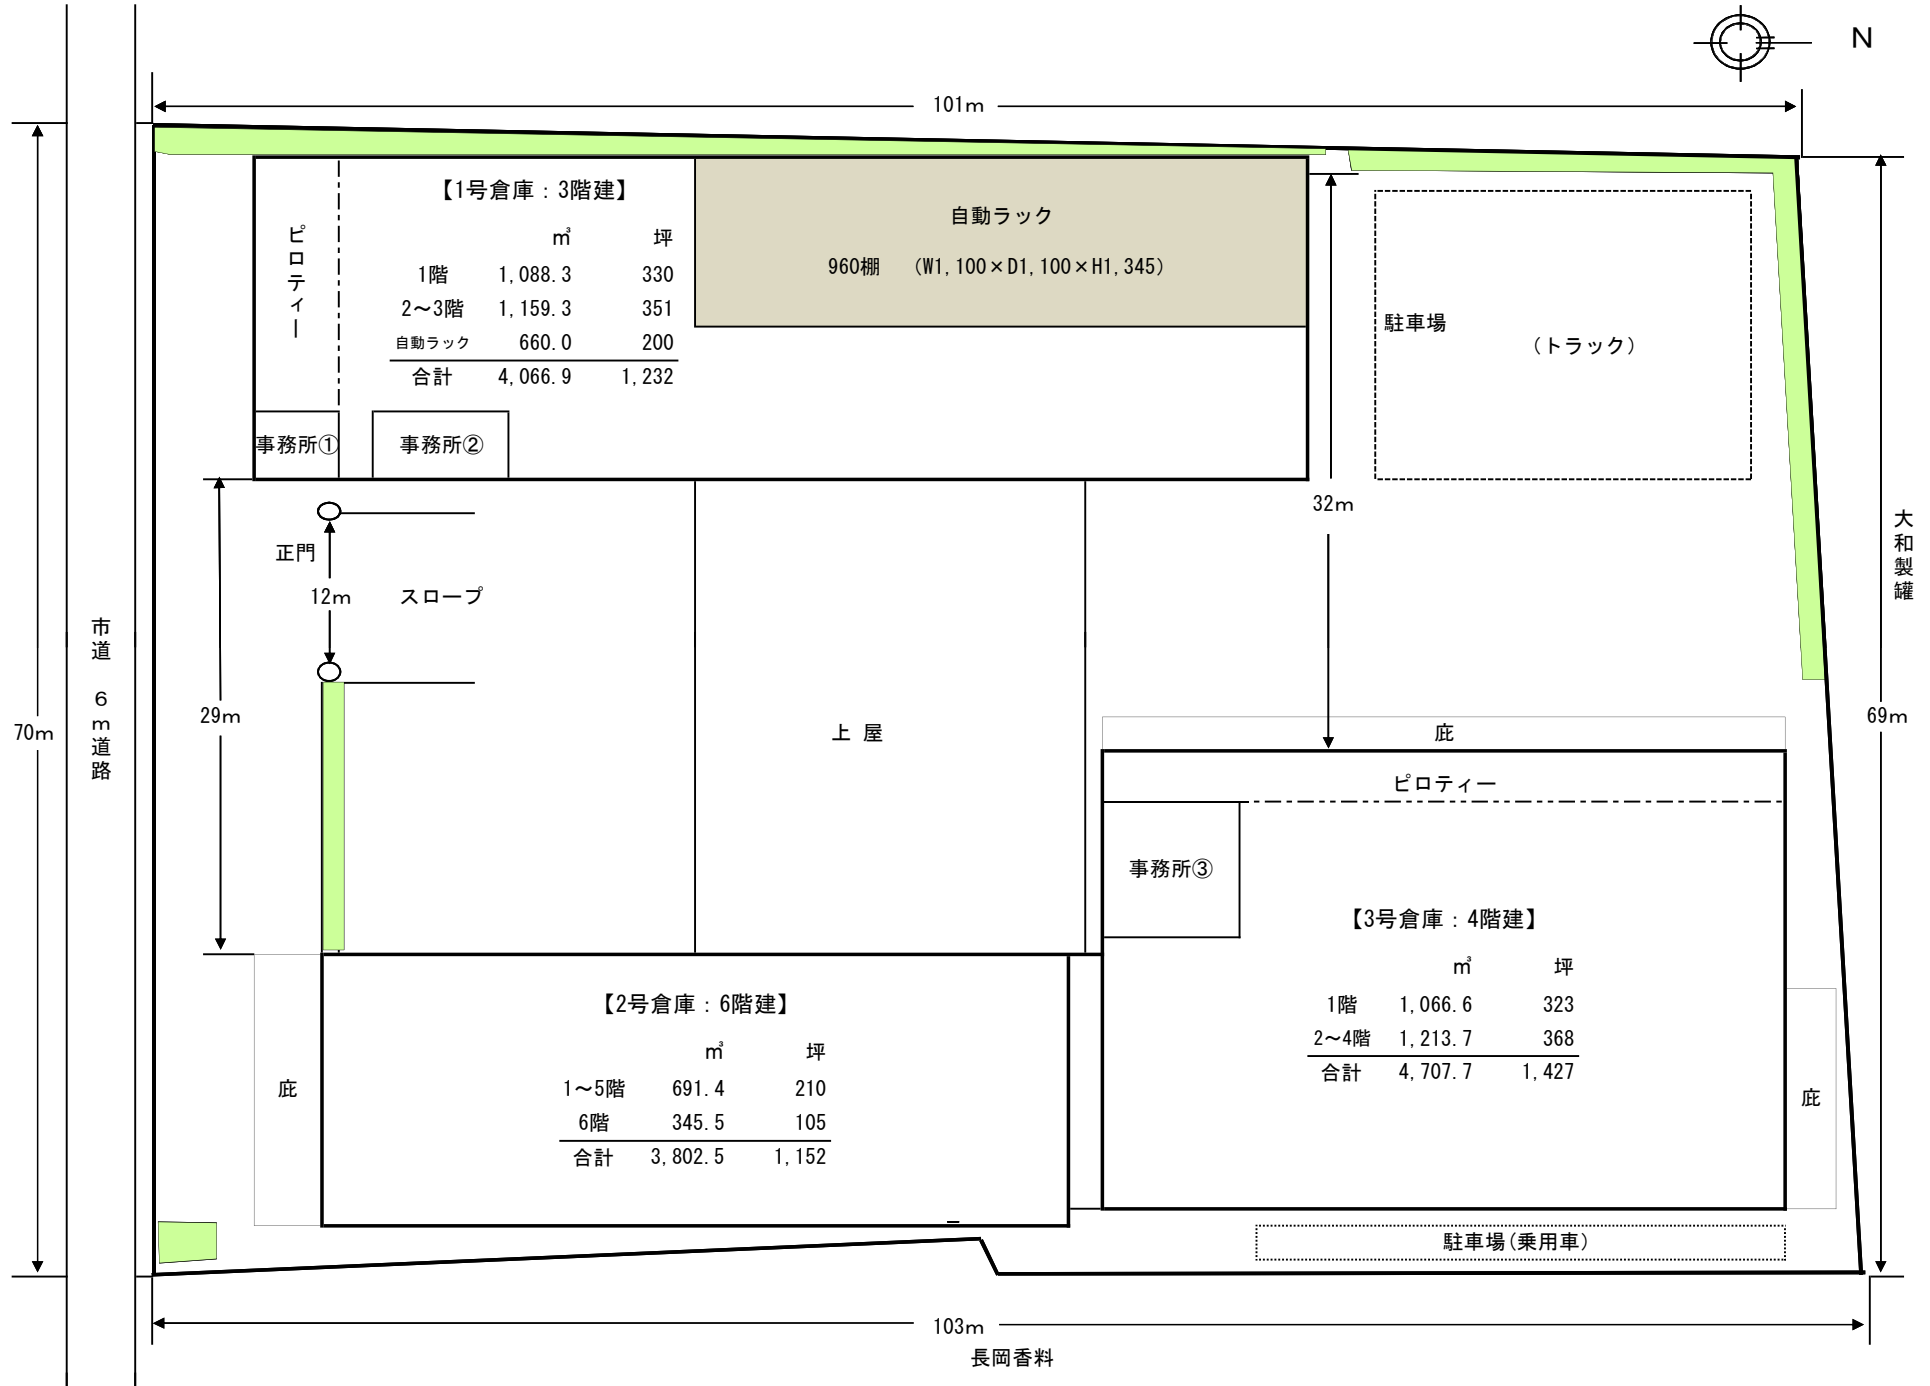 N
101m
【1号倉庫：3階建】
㎥ 坪
1階 1,088.3 330
2～3階 1,159.3 351
自動ラック 660.0 200
合計 4,066.9 1,232
ピロティー
自動ラック
960棚 （W1,100×D1,100×H1,345）
駐車場
（トラック）
事務所①
事務所②
32m
正門
12m
スロープ
大和製罐
市道 6m道路
70m
29m
69m
上屋
庇
ピロティー
事務所③
【3号倉庫：4階建】
㎥ 坪
1階 1,066.6 323
2～4階 1,213.7 368
合計 4,707.7 1,427
庇
【2号倉庫：6階建】
㎥ 坪
1～5階 691.4 210
6階 345.5 105
合計 3,802.5 1,152
庇
駐車場(乗用車)
103m
長岡香料